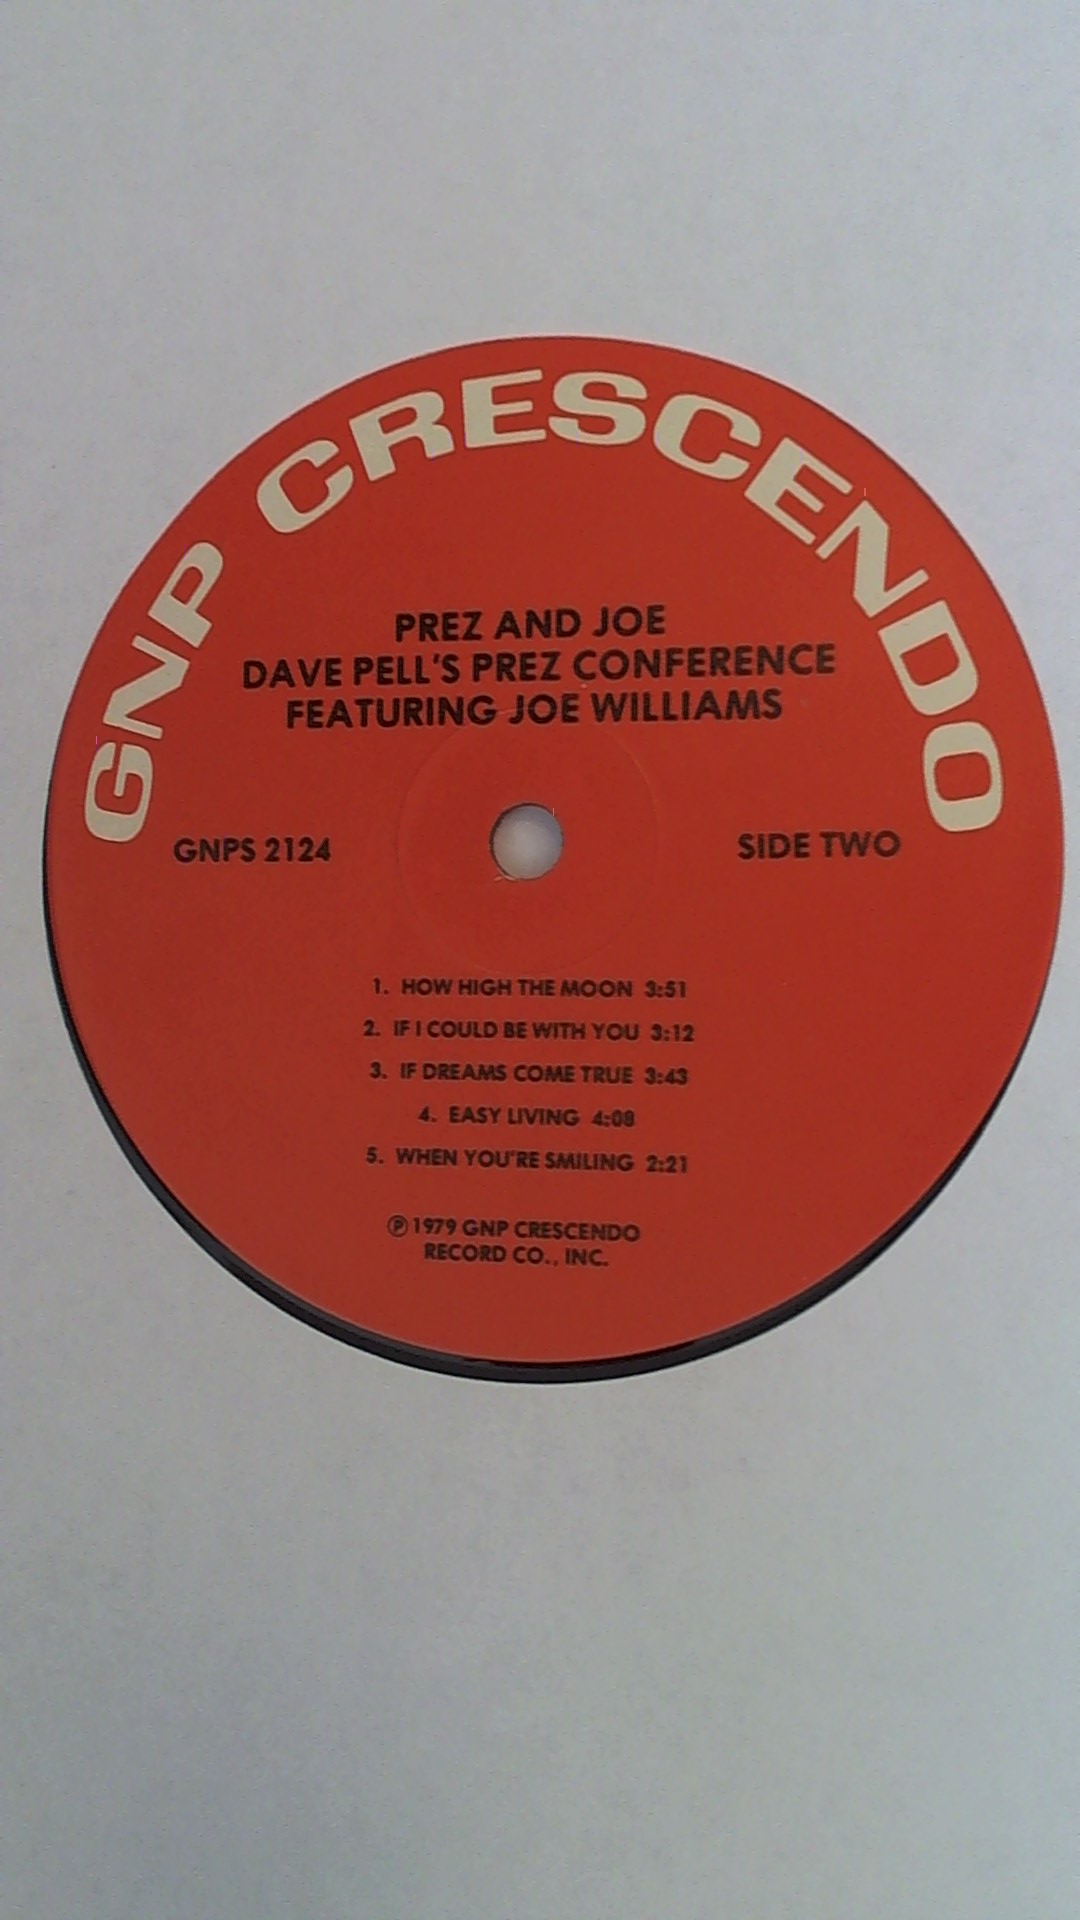 GNP CRESCENDO
PREZ AND JOE
DAVE PELL'S PREZ CONFERENCE
FEATURING JOE WILLIAMS
GNPS 2124
SIDE TWO
1. HOW HIGH THE MOON 3:51
2. IF I COULD BE WITH YOU 3:12
3. IF DREAMS COME TRUE 3:43
4. EASY LIVING 4:08
5. WHEN YOU'RE SMILING 2:21
℗ 1979 GNP CRESCENDO
RECORD CO., INC.